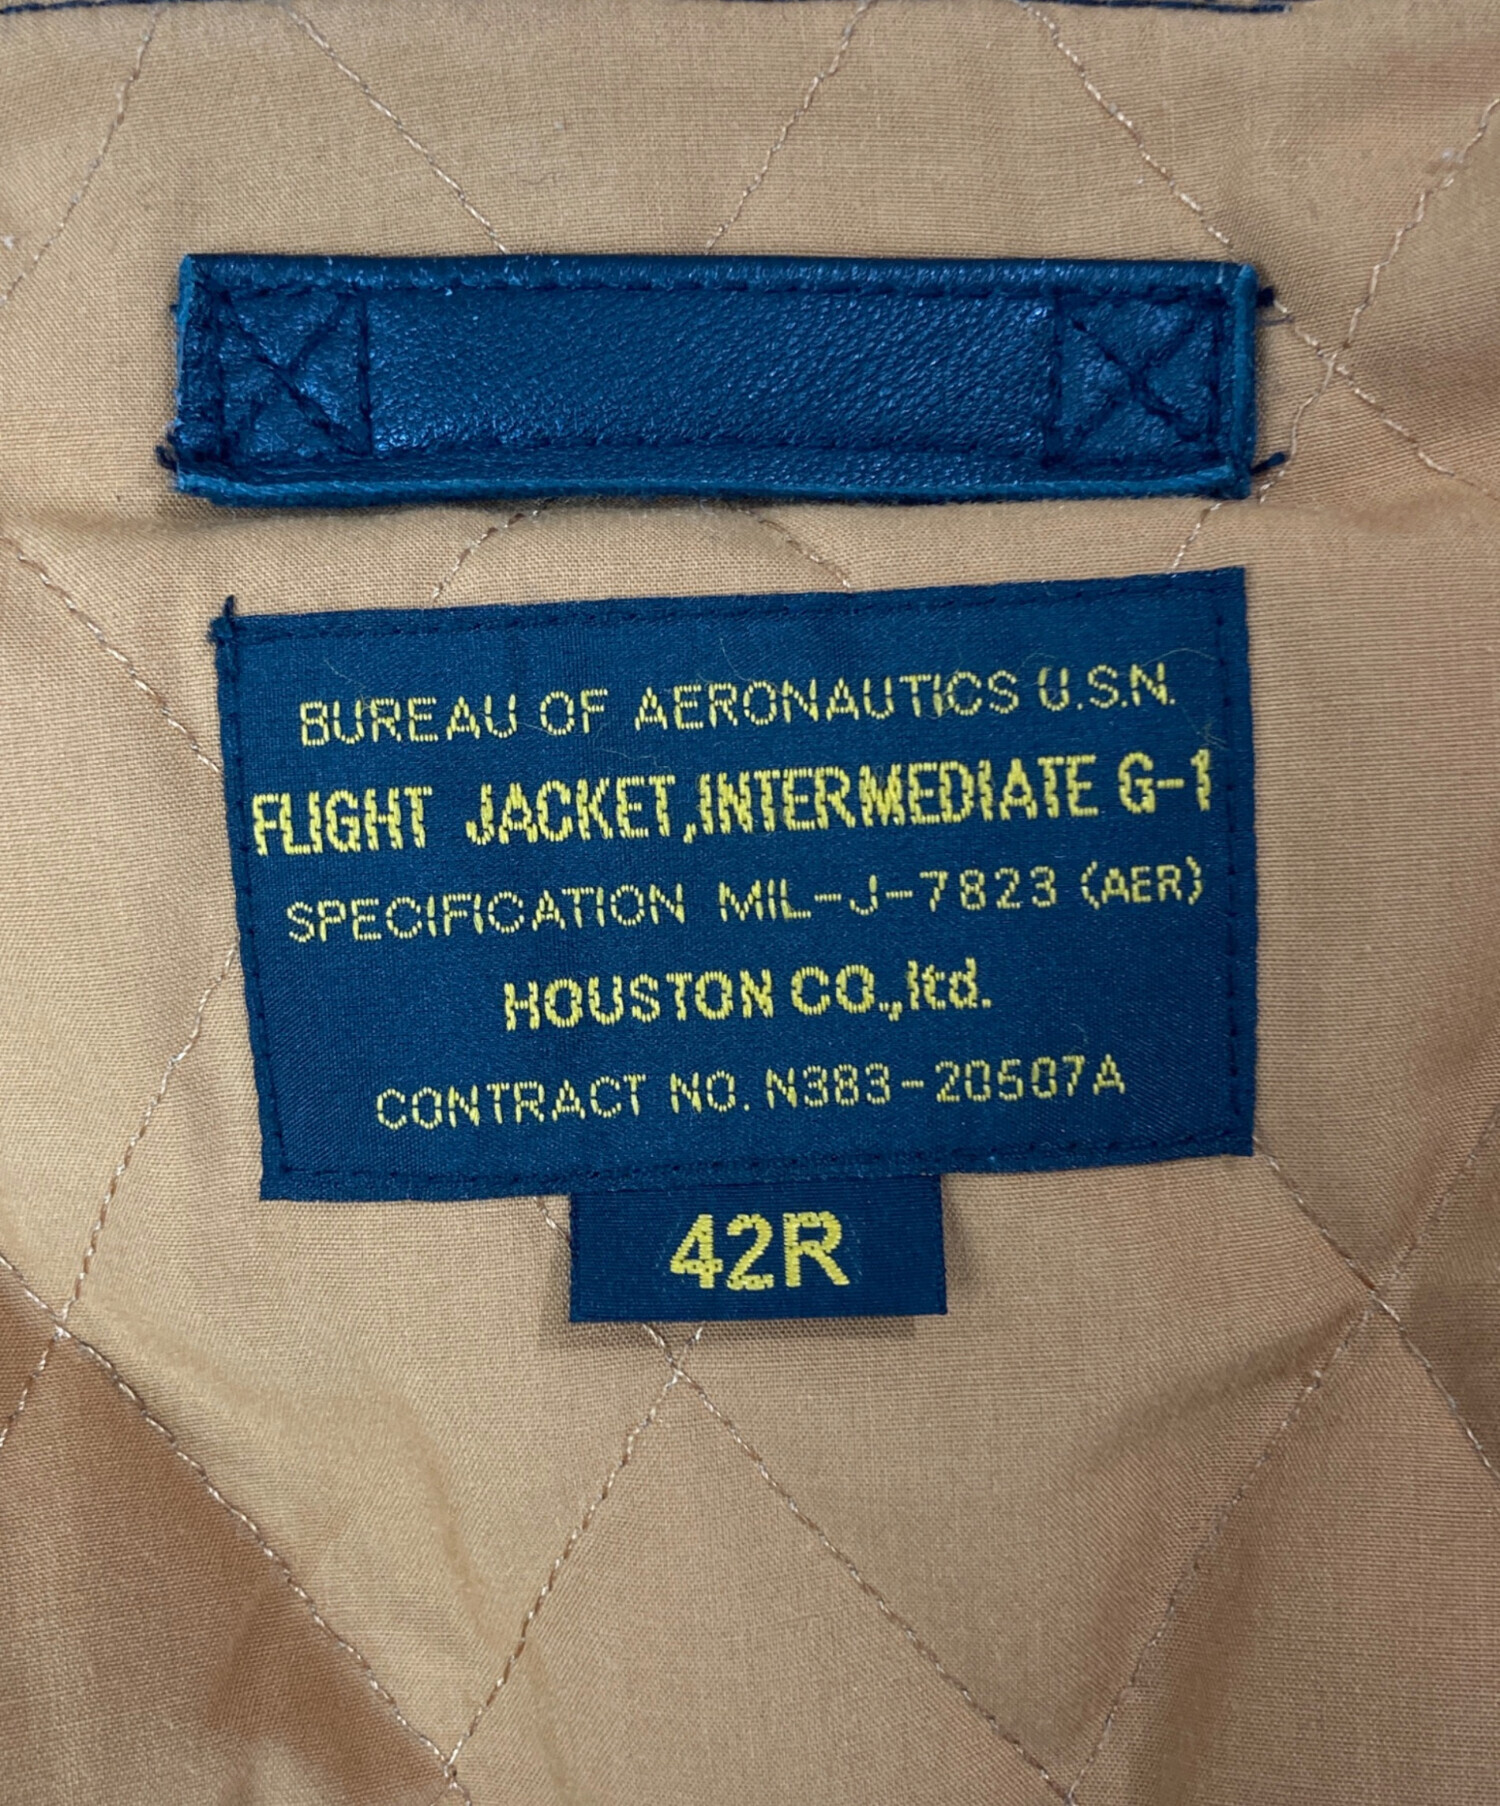 BUREAU OF AERONAUTICS U.S.N.
FLIGHT JACKET,INTERMEDIATE G-1
SPECIFICATION MIL-J-7823 (AER)
HOUSTON CO.,ltd.
CONTRACT NO. N383-20507A
42R